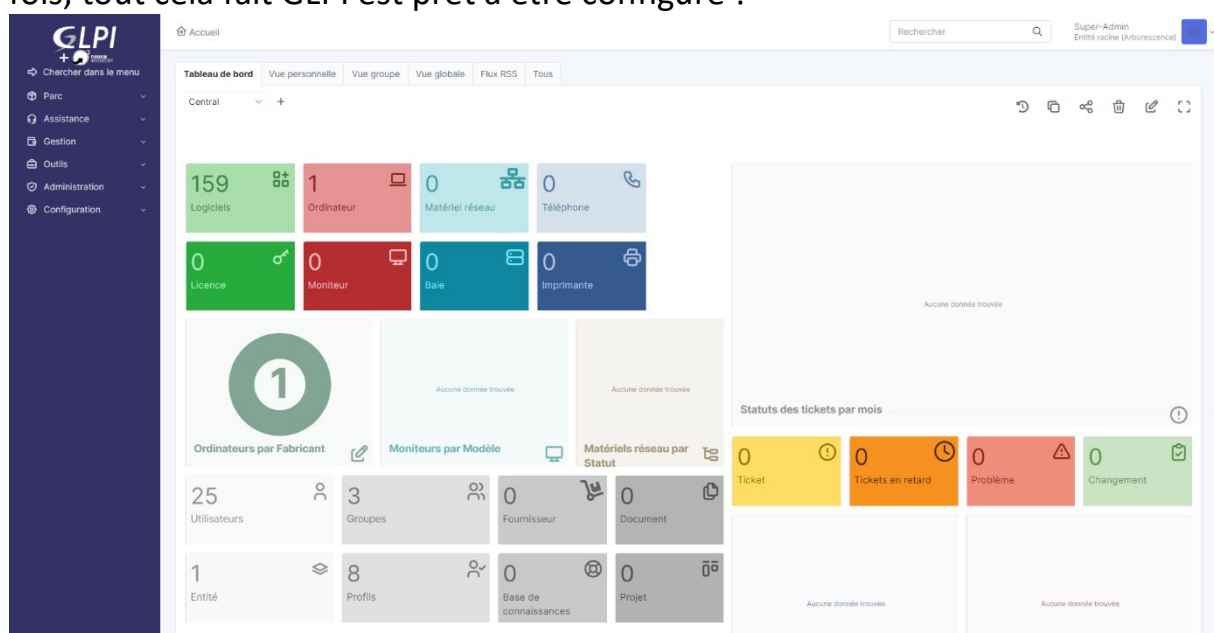 fois, tout cela fait GLPI est prêt à être configuré !
GLPI
Accueil
Rechercher
Super-Admin
Entité racine (Arborescence)
Chercher dans le menu
Parc
Assistance
Gestion
Outils
Administration
Configuration
Tableau de bord Vue personnelle Vue groupe Vue globale Flux RSS Tous
Central
159
Logiciels
1
Ordinateur
0
Matériel réseau
0
Téléphone
0
Licence
0
Moniteur
0
Baie
0
Imprimante
Aucune donnée trouvée
Statuts des tickets par mois
1
Ordinateurs par Fabricant
Aucune donnée trouvée
Moniteurs par Modèle
Aucune donnée trouvée
Matériels réseau par
Statut
0
Ticket
0
Tickets en retard
0
Problème
0
Changement
25
Utilisateurs
3
Groupes
0
Fournisseur
0
Document
1
Entité
8
Profils
0
Base de
connaissances
0
Projet
Aucune donnée trouvée
Aucune donnée trouvée